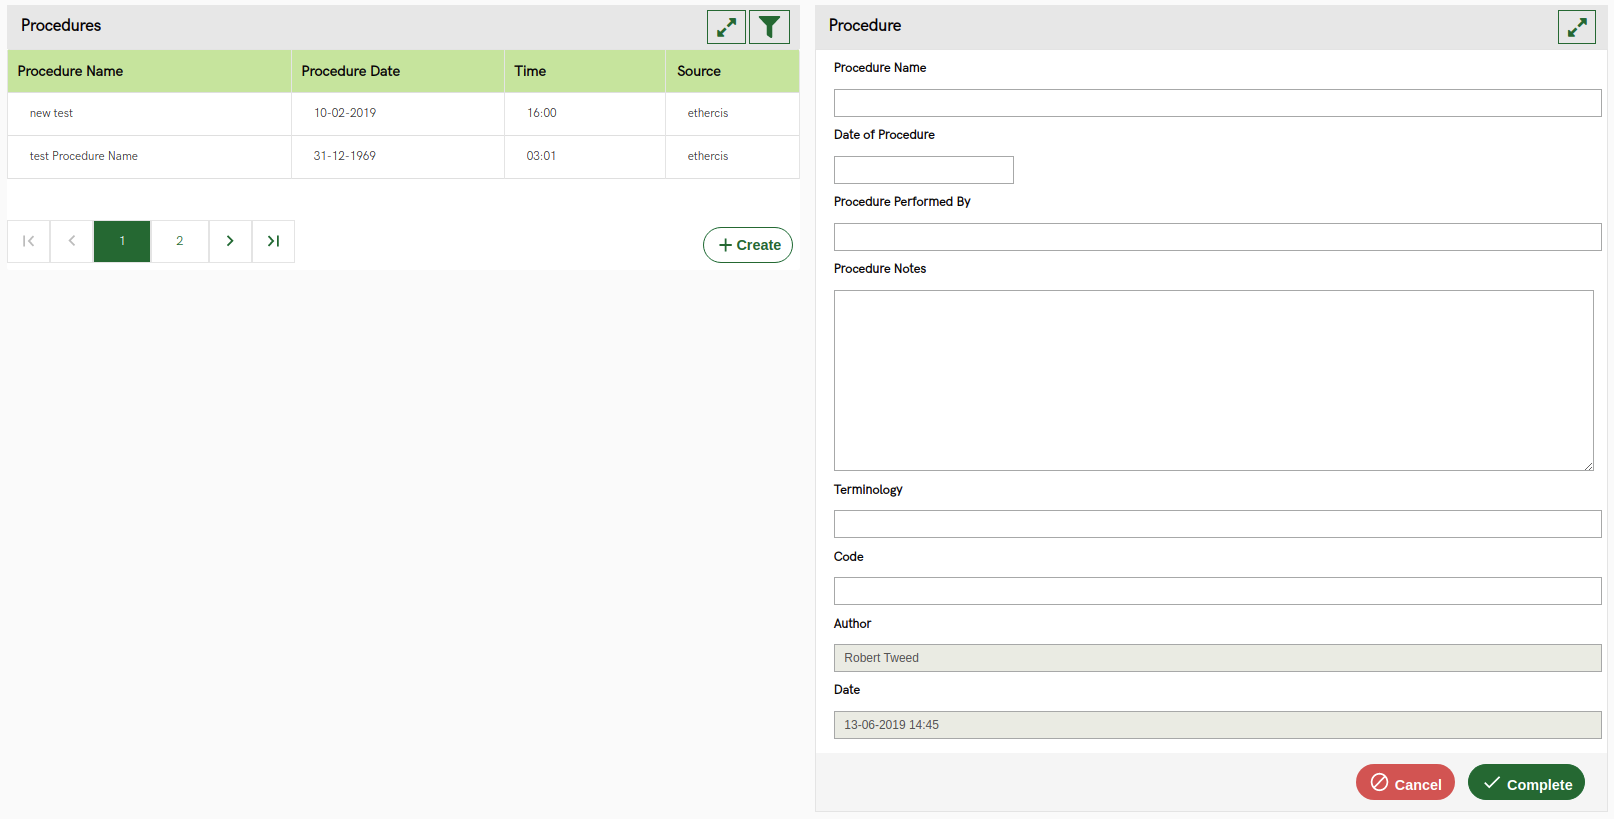 Procedures
Procedure Name Procedure Date Time Source
new test 10-02-2019 16:00 ethercis
test Procedure Name 31-12-1969 03:01 ethercis
1 2
Create
Procedure
Procedure Name
Date of Procedure
Procedure Performed By
Procedure Notes
Terminology
Code
Author
Robert Tweed
Date
13-06-2019 14:45
Cancel Complete